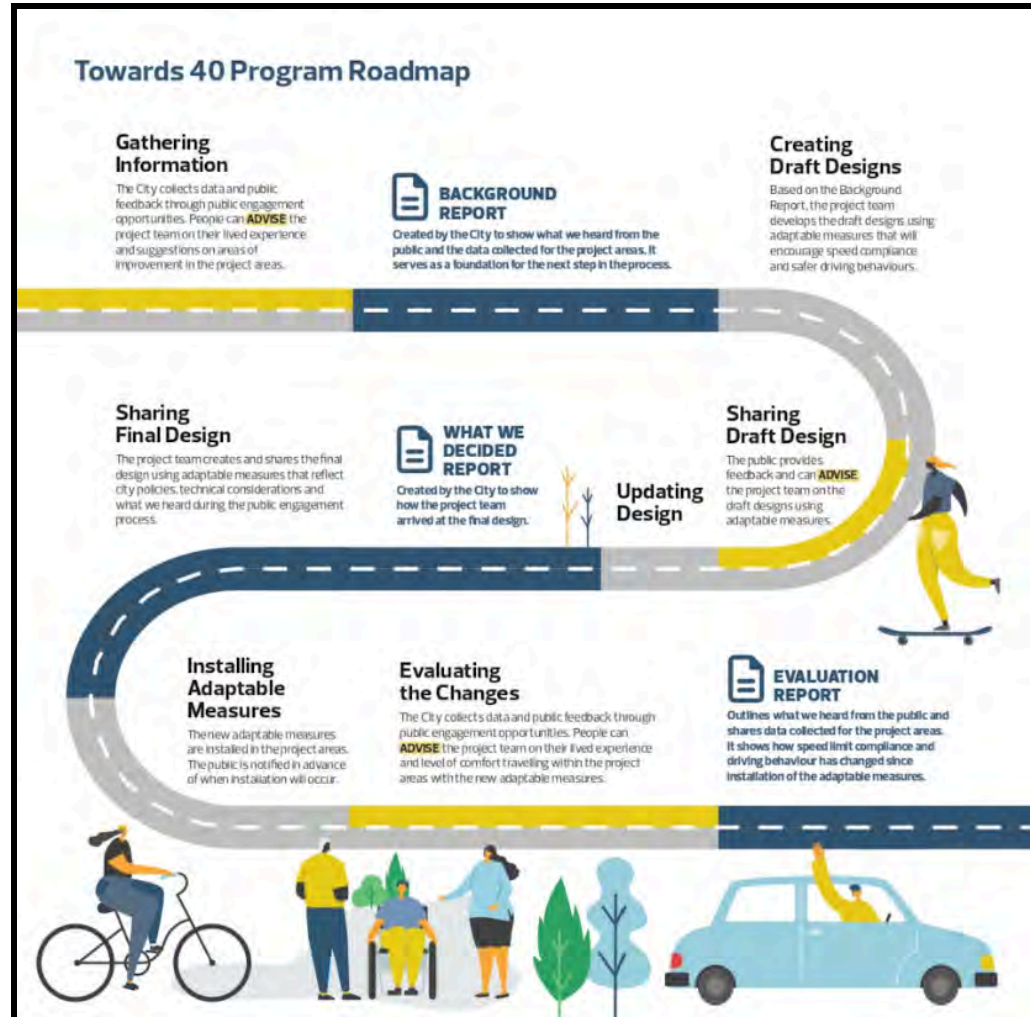 Towards 40 Program Roadmap
Gathering
Information
The City collects data and public
feedback through public engagement
opportunities. People can ADVISE the
project team on their lived experience
and suggestions on areas of
improvement in the project areas.
BACKGROUND
REPORT
Created by the City to show what we heard from the
public and the data collected for the project areas. It
serves as a foundation for the next step in the process.
Creating
Draft Designs
Based on the Background
Report, the project team
develops the draft designs using
adaptable measures that will
encourage speed compliance
and safer driving behaviours.
Sharing
Draft Design
The public provides
feedback and can ADVISE
the project team on the
draft designs using
adaptable measures.
Updating
Design
WHAT WE
DECIDED
REPORT
Created by the City to show
how the project team
arrived at the final design.
Sharing
Final Design
The project team creates and shares the final
design using adaptable measures that reflect
city policies, technical considerations and
what we heard during the public engagement
process.
Installing
Adaptable
Measures
The new adaptable measures
are installed in the project areas.
The public is notified in advance
of when installation will occur.
Evaluating
the Changes
The City collects data and public feedback through
public engagement opportunities. People can
ADVISE the project team on their lived experience
and level of comfort travelling within the project
areas with the new adaptable measures.
EVALUATION
REPORT
Outlines what we heard from the public and
shares data collected for the project areas.
It shows how speed limit compliance and
driving behaviour has changed since
installation of the adaptable measures.